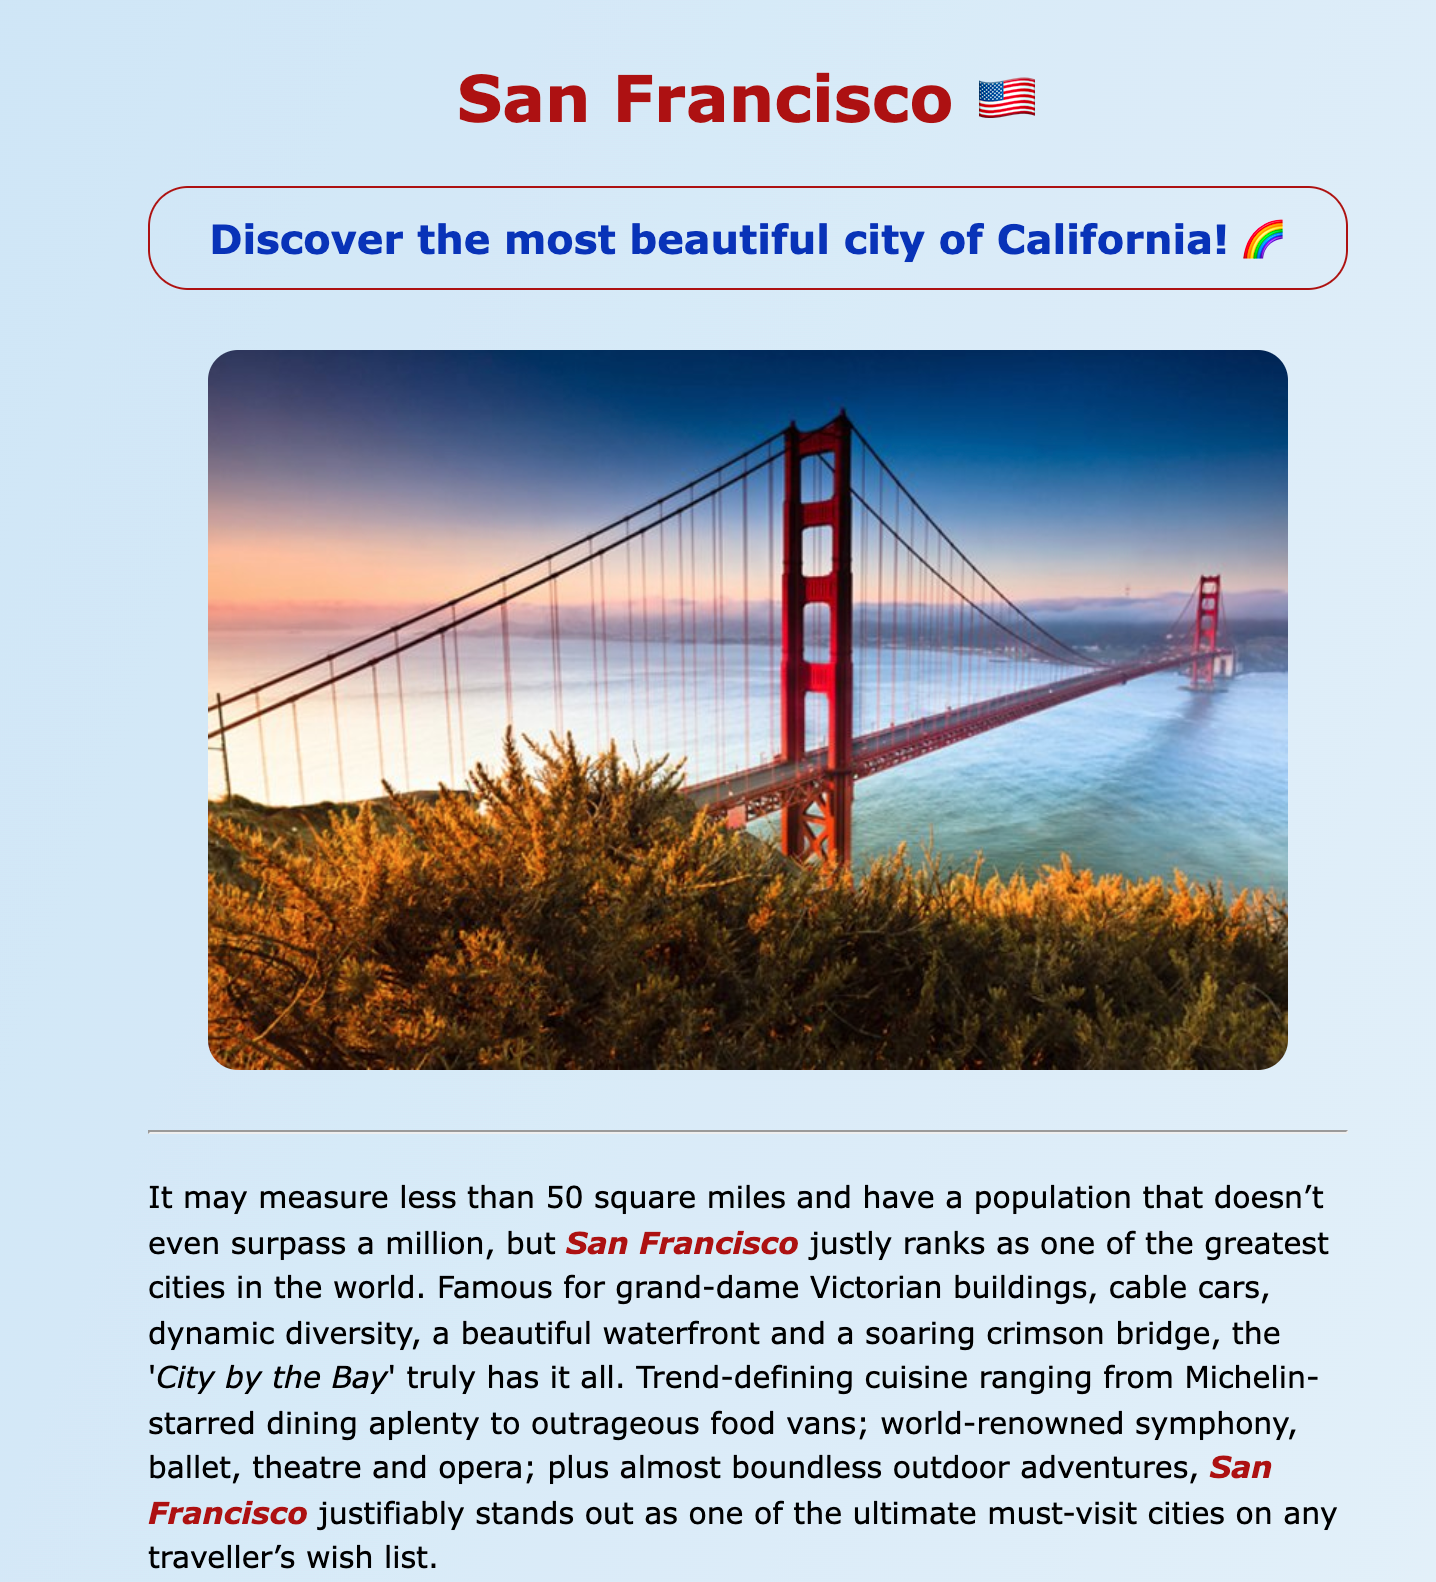 San Francisco 🇺🇸
Discover the most beautiful city of California! 🌈
It may measure less than 50 square miles and have a population that doesn’t
even surpass a million, but San Francisco justly ranks as one of the greatest
cities in the world. Famous for grand-dame Victorian buildings, cable cars,
dynamic diversity, a beautiful waterfront and a soaring crimson bridge, the
'City by the Bay' truly has it all. Trend-defining cuisine ranging from Michelin-
starred dining aplenty to outrageous food vans; world-renowned symphony,
ballet, theatre and opera; plus almost boundless outdoor adventures, San
Francisco justifiably stands out as one of the ultimate must-visit cities on any
traveller’s wish list.